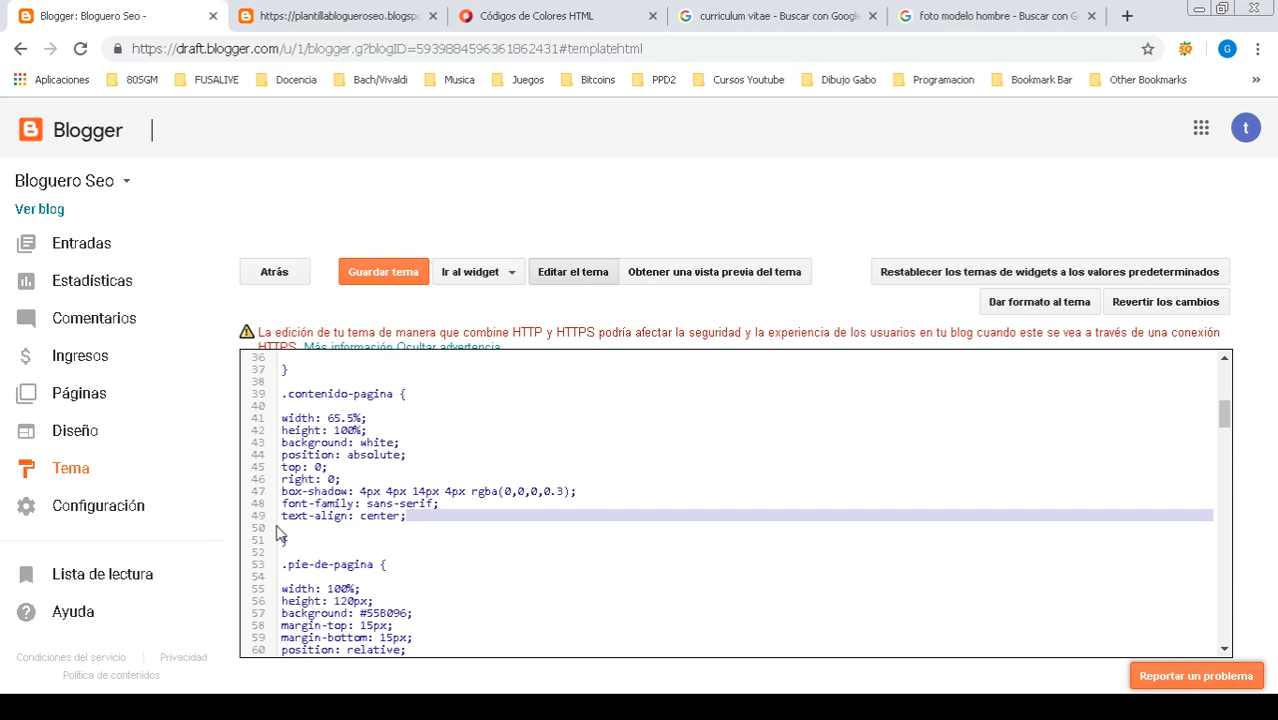 Blogger: Bloguero Seo -
https://plantillablogueroseo.blogsp
Códigos de Colores HTML
curriculum vitae - Buscar con Google
foto modelo hombre - Buscar con G
https://draft.blogger.com/u/1/blogger.g?blogID=5939884596361862431#templatehtml
G
Aplicaciones
80SGM
FUSALIVE
Docencia
Bach/Vivaldi
Musica
Juegos
Bitcoins
PPD2
Cursos Youtube
Dibujo Gabo
Programacion
Bookmark Bar
Other Bookmarks
Blogger
t
Bloguero Seo
Ver blog
Entradas
Estadísticas
Comentarios
Ingresos
Páginas
Diseño
Tema
Configuración
Lista de lectura
Ayuda
Condiciones del servicio
Privacidad
Política de contenidos
Atrás
Guardar tema
Ir al widget
Editar el tema
Obtener una vista previa del tema
Restablecer los temas de widgets a los valores predeterminados
Dar formato al tema
Revertir los cambios
La edición de tu tema de manera que combine HTTP y HTTPS podría afectar la seguridad y la experiencia de los usuarios en tu blog cuando este se vea a través de una conexión
HTTPS. Más información Ocultar advertencia
36
37 }
38
39 .contenido-pagina {
40
41 width: 65.5%;
42 height: 100%;
43 background: white;
44 position: absolute;
45 top: 0;
46 right: 0;
47 box-shadow: 4px 4px 14px 4px rgba(0,0,0,0.3);
48 font-family: sans-serif;
49 text-align: center;
50
51 }
52
53 .pie-de-pagina {
54
55 width: 100%;
56 height: 120px;
57 background: #55B096;
58 margin-top: 15px;
59 margin-bottom: 15px;
60 position: relative;
Reportar un problema